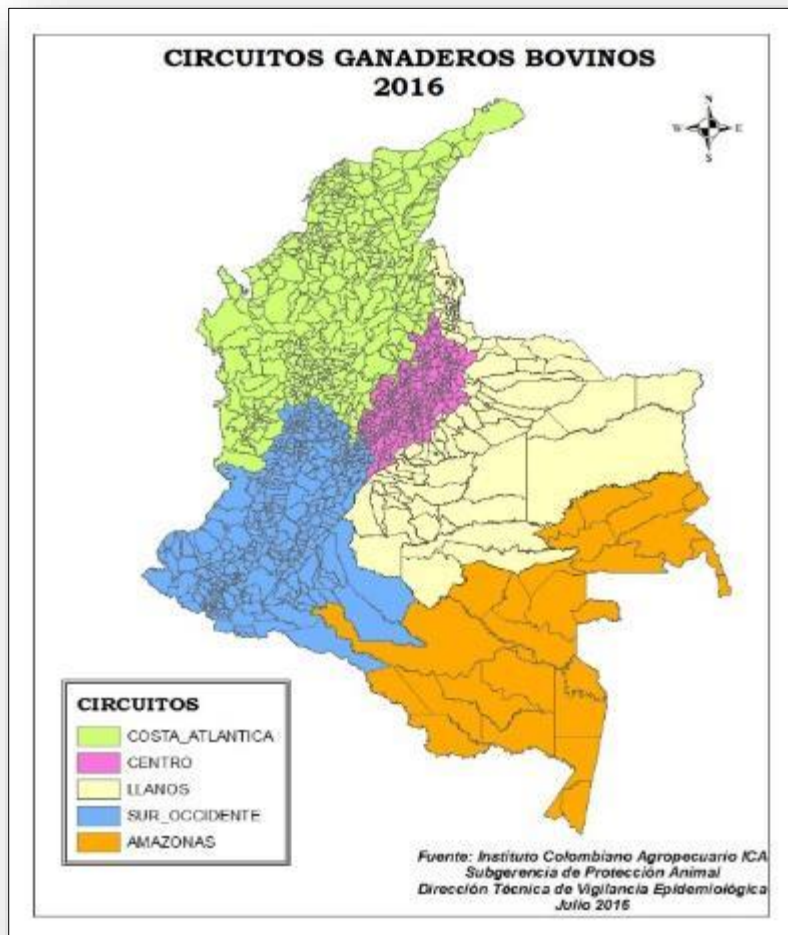 CIRCUITOS GANADEROS BOVINOS
2016
N
W E
S
CIRCUITOS
COSTA_ATLANTICA
CENTRO
LLANOS
SUR_OCCIDENTE
AMAZONAS
Fuente: Instituto Colombiano Agropecuario ICA
Subgerencia de Protección Animal
Dirección Técnica de Vigilancia Epidemiológica
Julio 2016